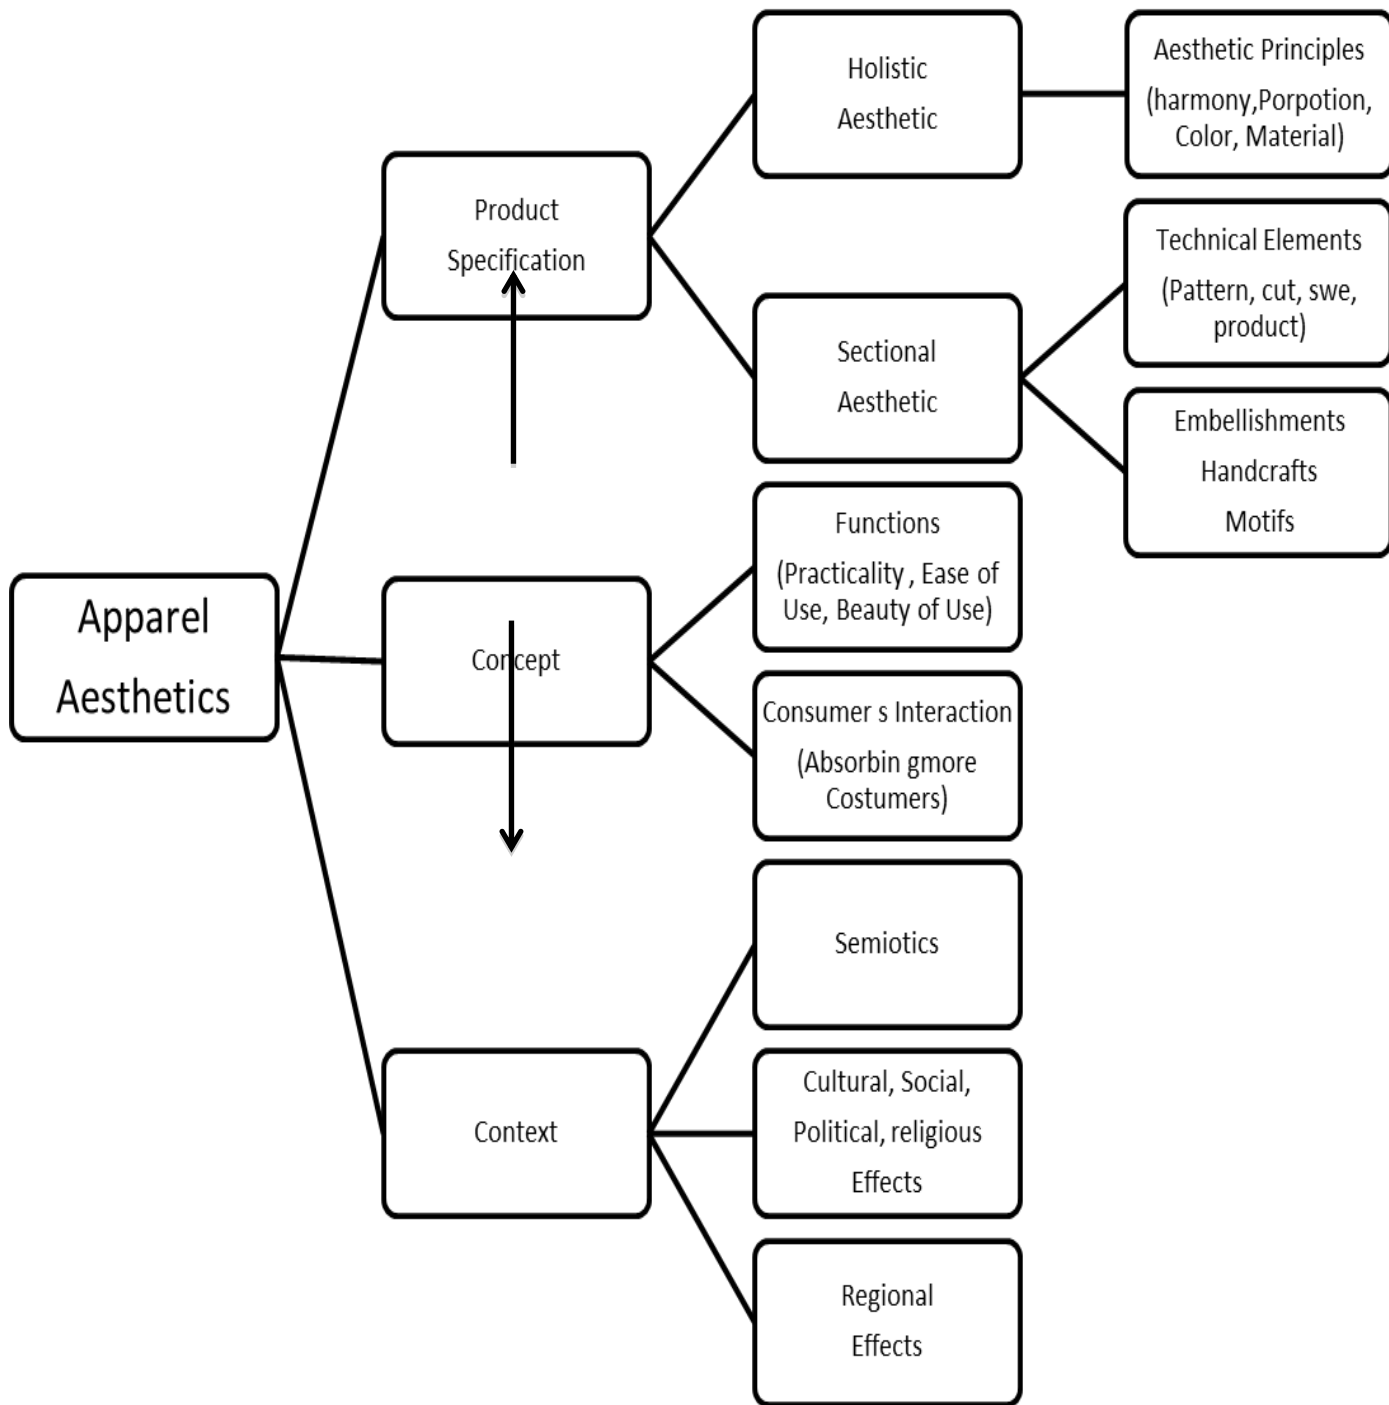 Apparel
Aesthetics
Product
Specification
Concept
Context
Holistic
Aesthetic
Sectional
Aesthetic
Functions
(Practicality , Ease of
Use, Beauty of Use)
Consumer s Interaction
(Absorbin gmore
Costumers)
Semiotics
Cultural, Social,
Political, religious
Effects
Regional
Effects
Aesthetic Principles
(harmony,Porpotion,
Color, Material)
Technical Elements
(Pattern, cut, swe,
product)
Embellishments
Handcrafts
Motifs